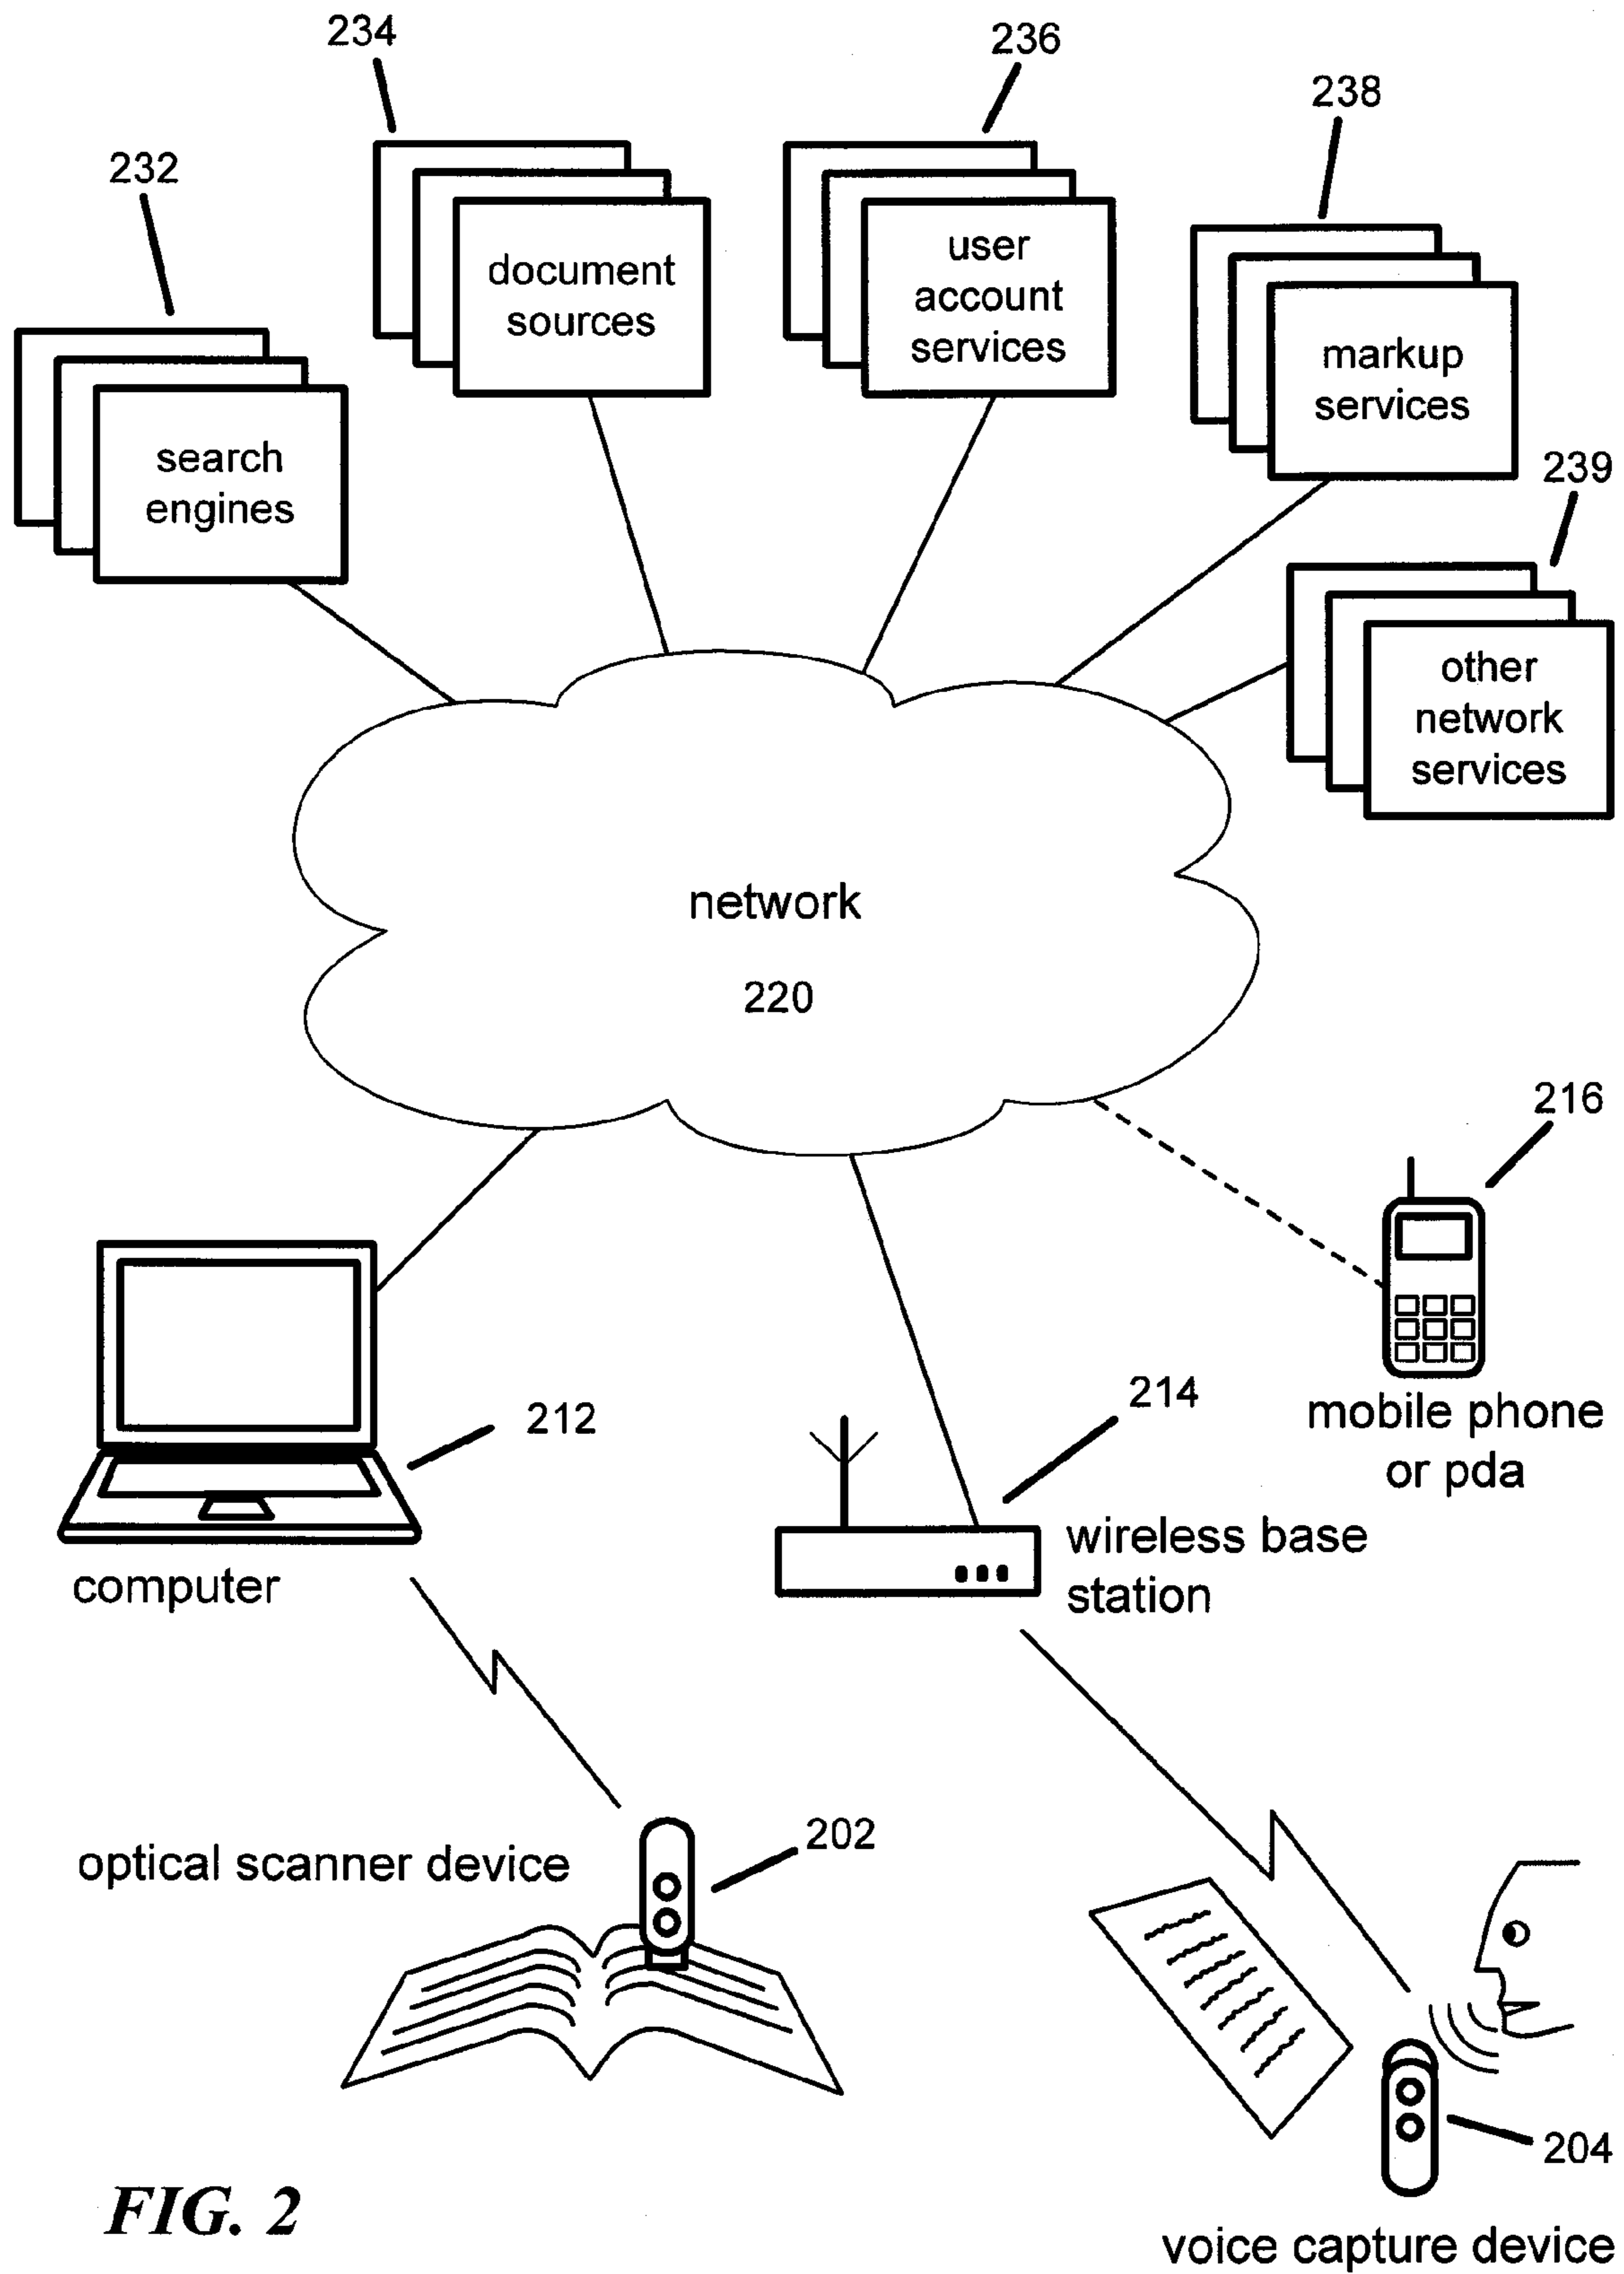 234
236
238
232
document
sources
user
account
services
markup
services
239
search
engines
other
network
services
network
220
216
mobile phone
or pda
214
212
wireless base
station
computer
202
optical scanner device
204
FIG. 2
voice capture device